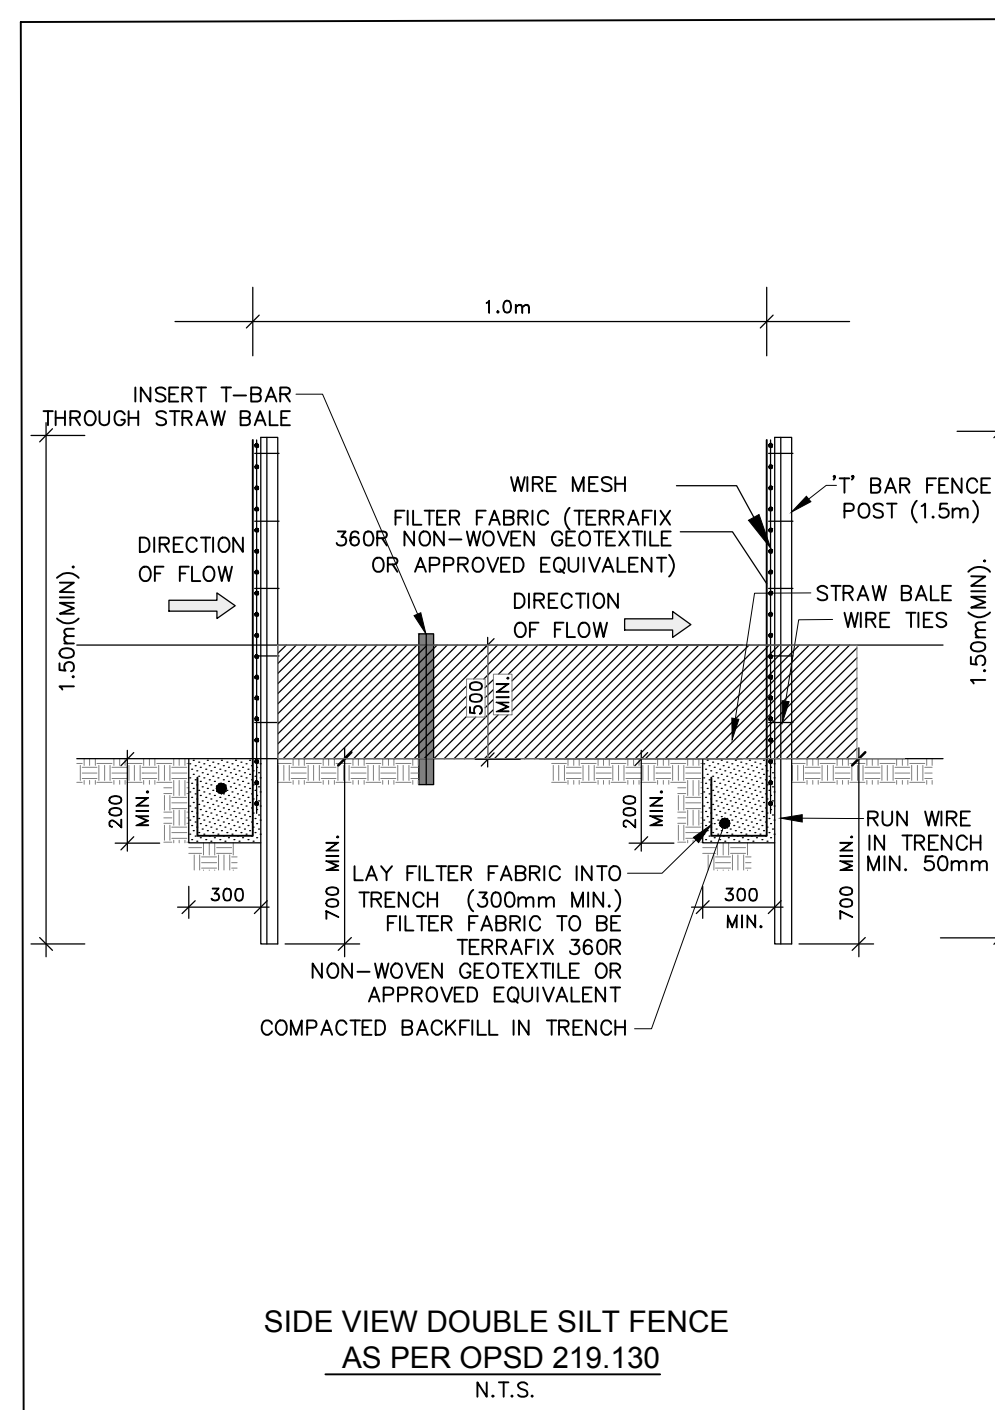 1.0m
INSERT T-BAR
THROUGH STRAW BALE
WIRE MESH
'T' BAR FENCE
POST (1.5m)
FILTER FABRIC (TERRAFIX
360R NON-WOVEN GEOTEXTILE
OR APPROVED EQUIVALENT)
DIRECTION
OF FLOW
DIRECTION
OF FLOW
STRAW BALE
WIRE TIES
1.50m(MIN).
1.50m(MIN).
500
MIN.
200
MIN.
200
MIN.
RUN WIRE
IN TRENCH
MIN. 50mm
700 MIN.
700 MIN.
300
300
MIN.
LAY FILTER FABRIC INTO
TRENCH (300mm MIN.)
FILTER FABRIC TO BE
TERRAFIX 360R
NON-WOVEN GEOTEXTILE OR
APPROVED EQUIVALENT
COMPACTED BACKFILL IN TRENCH
SIDE VIEW DOUBLE SILT FENCE
AS PER OPSD 219.130
N.T.S.